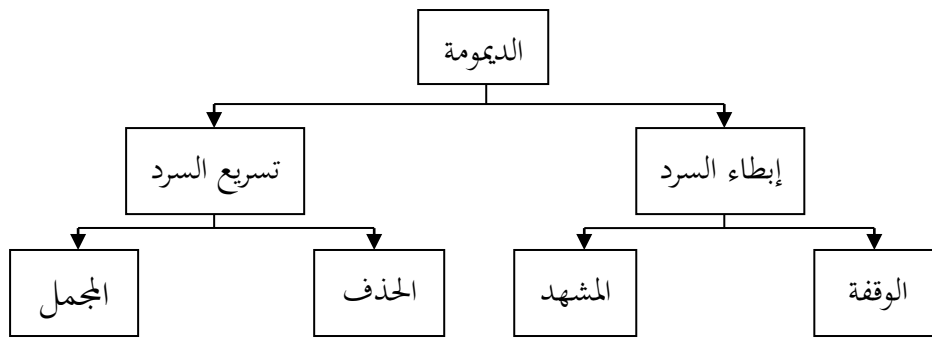 الديمومة
إبطاء السرد
تسريع السرد
الوقفة
المشهد
الحذف
المجمل